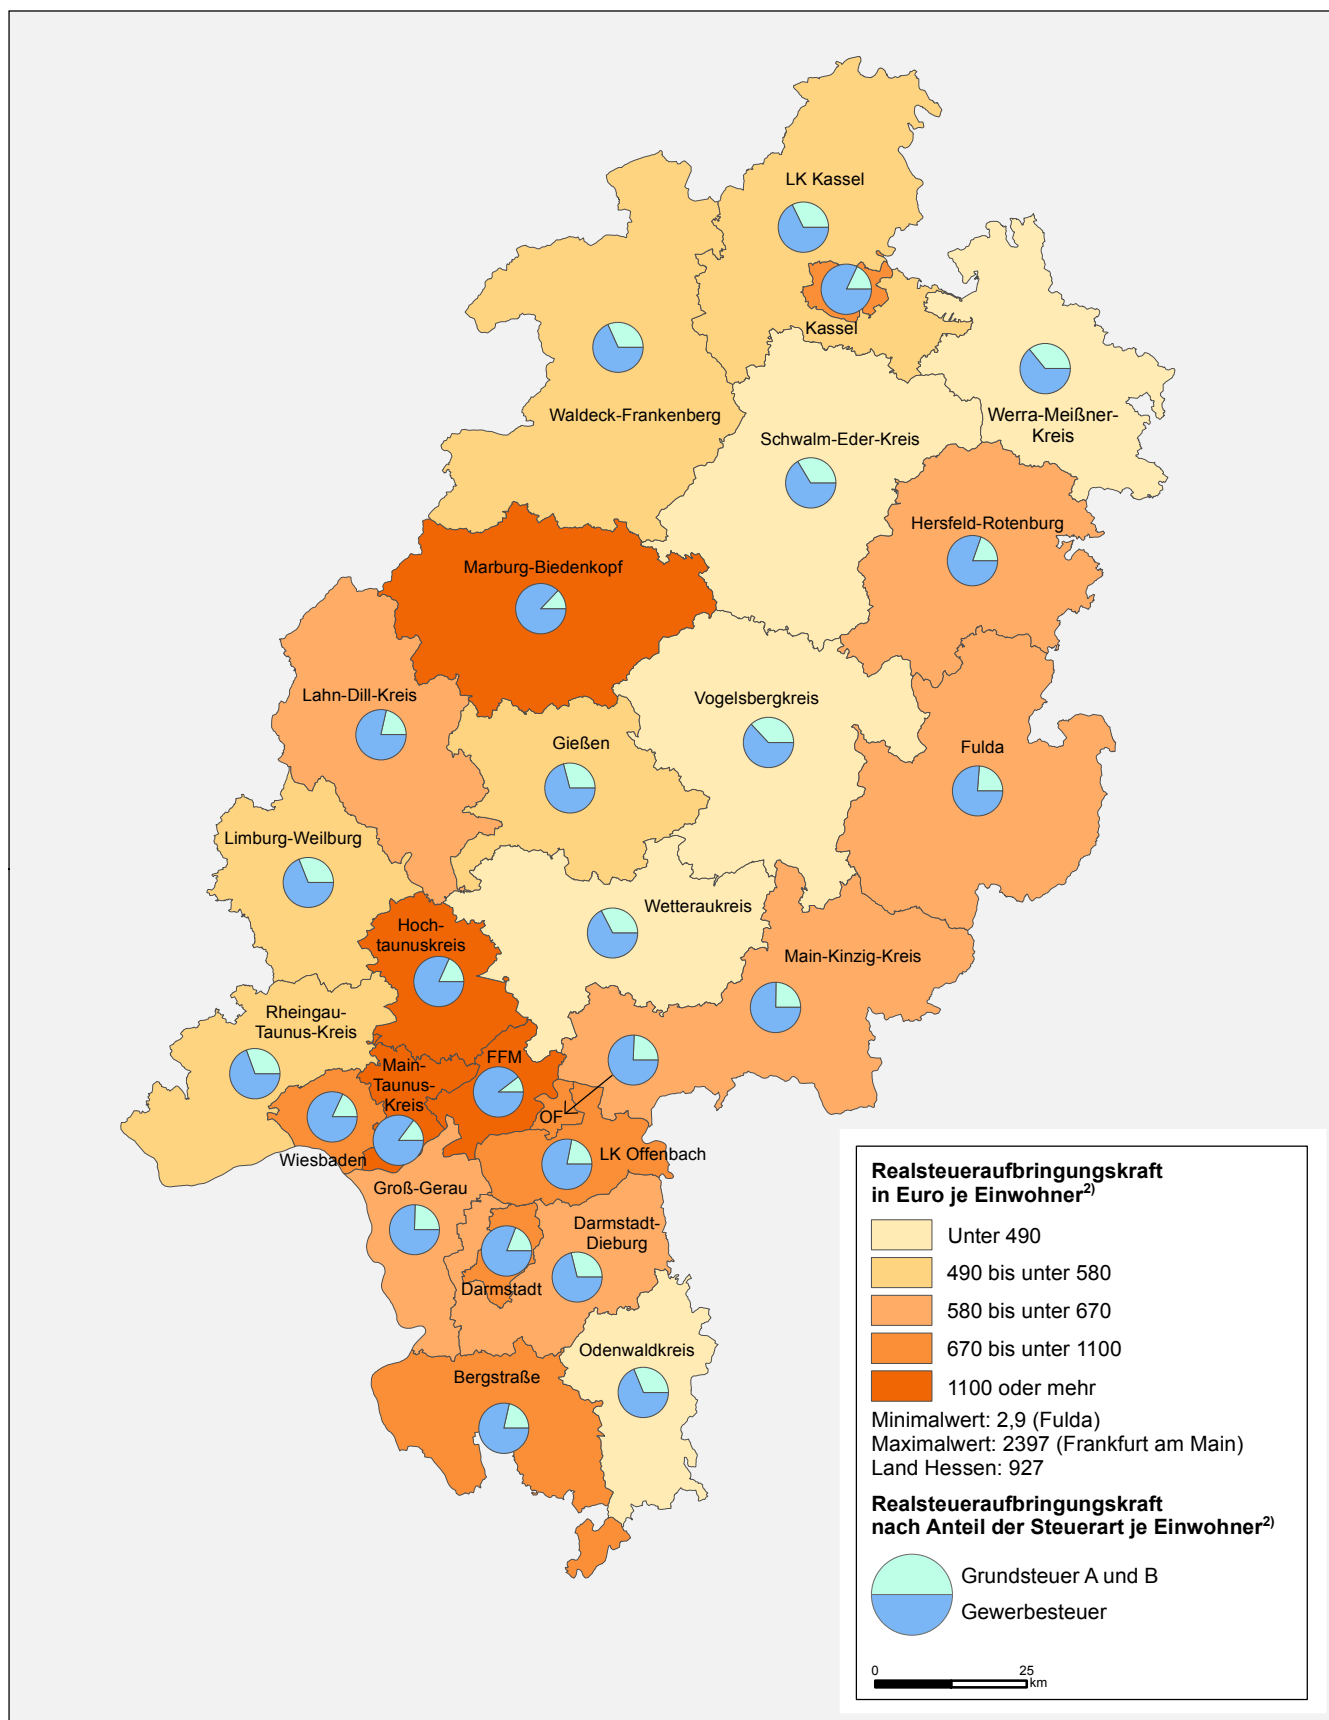 LK Kassel
Kassel
Waldeck-Frankenberg
Werra-Meißner-
Kreis
Schwalm-Eder-Kreis
Hersfeld-Rotenburg
Marburg-Biedenkopf
Lahn-Dill-Kreis
Vogelsbergkreis
Gießen
Fulda
Limburg-Weilburg
Wetteraukreis
Hoch-
taunuskreis
Main-Kinzig-Kreis
Rheingau-
Taunus-Kreis
Main-
Taunus-
Kreis
FFM
OF
Wiesbaden
LK Offenbach
Groß-Gerau
Darmstadt-
Dieburg
Darmstadt
Odenwaldkreis
Bergstraße
Realsteueraufbringungskraft
in Euro je Einwohner²⁾
Unter 490
490 bis unter 580
580 bis unter 670
670 bis unter 1100
1100 oder mehr
Minimalwert: 2,9 (Fulda)
Maximalwert: 2397 (Frankfurt am Main)
Land Hessen: 927
Realsteueraufbringungskraft
nach Anteil der Steuerart je Einwohner²⁾
Grundsteuer A und B
Gewerbesteuer
0 25
km